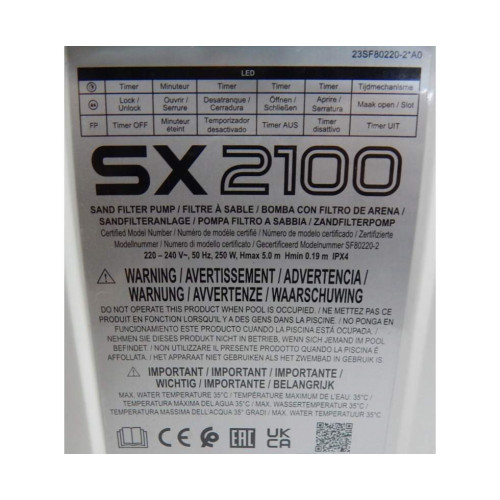 23SF80220-2*A0
LED
Timer Minuteur Timer Timer Timer Tijdmechanisme
Lock / Unlock Ouvrir / Serrure Desatranque / Cerradura Öffnen / Schließen Aprire / Serratura Maak open / Slot
FP Timer OFF Minuteur éteint Temporizador desactivado Timer AUS Timer disattivo Timer UIT
SX 2100
SAND FILTER PUMP / FILTRE À SABLE / BOMBA CON FILTRO DE ARENA /
SANDFILTERANLAGE / POMPA FILTRO A SABBIA / ZANDFILTERPOMP
Certified Model Number / Numéro de modèle certifié / Número de modelo certificado / Zertifizierte
Modellnummer / Numero di modello certificato / Gecertificeerd Modelnummer SF80220-2
220 – 240 V~, 50 Hz, 250 W, Hmax 5.0 m Hmin 0.19 m IPX4
WARNING / AVERTISSEMENT / ADVERTENCIA /
WARNUNG / AVVERTENZE / WAARSCHUWING
DO NOT OPERATE THIS PRODUCT WHEN POOL IS OCCUPIED. / NE METTEZ PAS CE
PRODUIT EN FONCTION LORSQU'IL Y A DES GENS DANS LA PISCINE. / NO PONGA EN
FUNCIONAMIENTO ESTE PRODUCTO CUANDO LA PISCINA ESTÁ OCUPADA. /
NEHMEN SIE DIESES PRODUKT NICHT IN BETRIEB, WENN SICH JEMAND IM POOL
BEFINDET. / NON UTILIZZARE QUESTO PRODOTTO QUANDO LA PISCINA È
AFFOLLATA. / HET APPARAAT NIET GEBRUIKEN ALS HET ZWEMBAD IN GEBRUIK IS.
IMPORTANT / IMPORTANT / IMPORTANTE /
WICHTIG / IMPORTANTE / BELANGRIJK
MAX. WATER TEMPERATURE 35°C / TEMPÉRATURE MAXIMUM DE L'EAU: 35°C /
TEMPERATURA MÁXIMA DEL AGUA 35°C / MAX. WASSERTEMPERATUR 35°C /
TEMPERATURA MASSIMA DELL'ACQUA 35° GRADI / MAX. WATERTEMPERATUUR 35°C
CE EAC UK CA